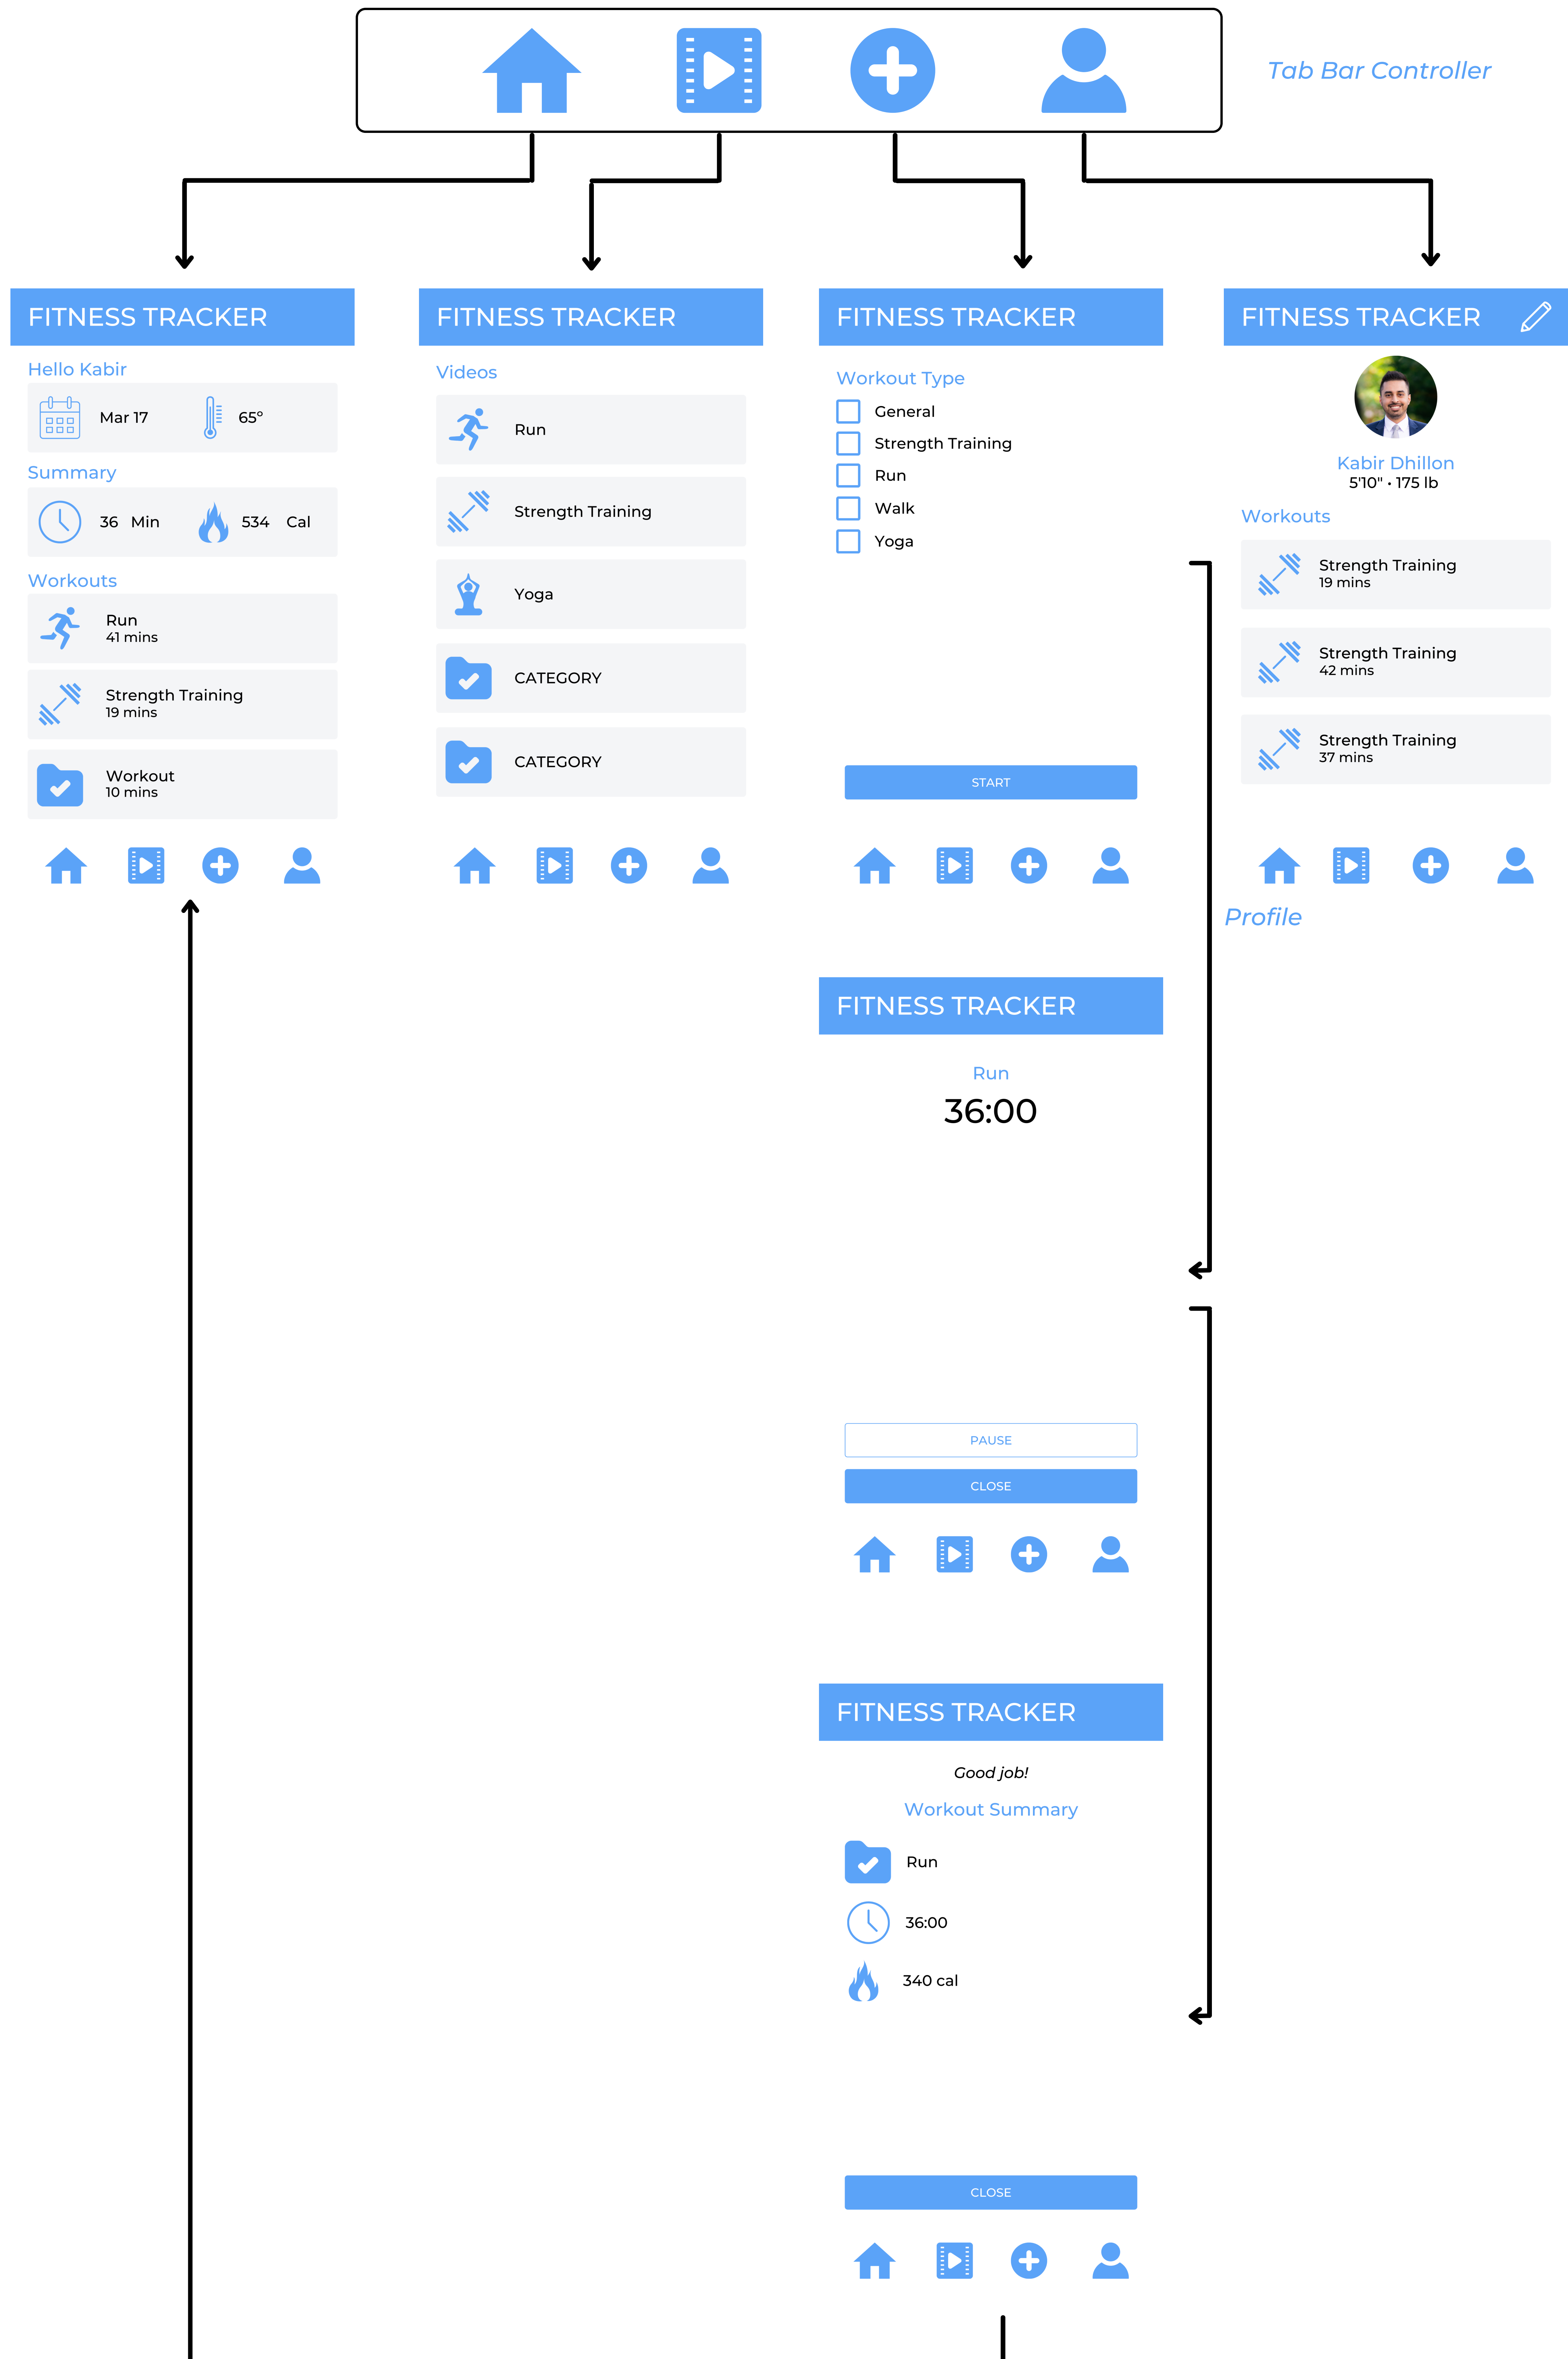 Tab Bar Controller
FITNESS TRACKER
Hello Kabir
Mar 17
65°
Summary
36 Min
534 Cal
Workouts
Run
41 mins
Strength Training
19 mins
Workout
10 mins
FITNESS TRACKER
Videos
Run
Strength Training
Yoga
CATEGORY
CATEGORY
FITNESS TRACKER
Workout Type
General
Strength Training
Run
Walk
Yoga
START
FITNESS TRACKER
Kabir Dhillon
5'10" • 175 lb
Workouts
Strength Training
19 mins
Strength Training
42 mins
Strength Training
37 mins
Profile
FITNESS TRACKER
Run
36:00
PAUSE
CLOSE
FITNESS TRACKER
Good job!
Workout Summary
Run
36:00
340 cal
CLOSE